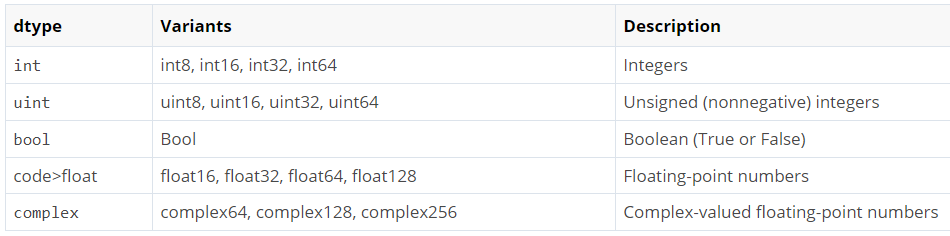 dtype Variants Description
int int8, int16, int32, int64 Integers
uint uint8, uint16, uint32, uint64 Unsigned (nonnegative) integers
bool Bool Boolean (True or False)
code>float float16, float32, float64, float128 Floating-point numbers
complex complex64, complex128, complex256 Complex-valued floating-point numbers